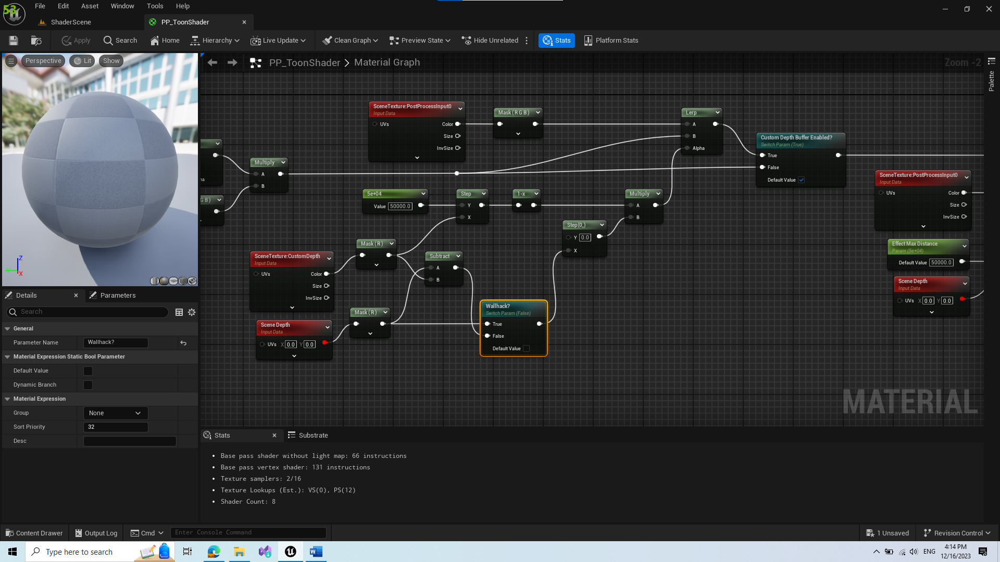 53
File Edit Asset Window Tools Help
ShaderScene PP_ToonShader
Apply Search Home Hierarchy Live Update Clean Graph Preview State Hide Unrelated Stats Platform Stats
Perspective Lit Show
PP_ToonShader > Material Graph
Zoom -2
Palette
SceneTexture:PostProcessInput0
Input Data
UVs Color
Size
InvSize
Mask ( R G B )
Lerp
A
B
Alpha
Custom Depth Buffer Enabled?
Switch Param (True)
True
False
Default Value
Multiply
A
B
G B )
SceneTexture:PostProcessInput0
Input Data
UVs Color
Size
InvSize
5e+04
Value 50000.0
Step
Y
X
1-x
Multiply
A
B
Step(0,)
Y 0.0
X
Mask ( R )
Subtract
A
B
SceneTexture:CustomDepth
Input Data
UVs Color
Size
InvSize
Effect Max Distance
Param (5e+04)
Default Value 50000.0
Scene Depth
Input Data
UVs X 0.0 Y 0.0
Mask ( R )
Scene Depth
Input Data
UVs X 0.0 Y 0.0
Wallhack?
Switch Param (False)
True
False
Default Value
MATERIAL
Z
X
Details Parameters
Search
General
Parameter Name Wallhack?
Material Expression Static Bool Parameter
Default Value
Dynamic Branch
Material Expression
Group None
Sort Priority 32
Desc
Stats Substrate
Base pass shader without light map: 66 instructions
Base pass vertex shader: 131 instructions
Texture samplers: 2/16
Texture Lookups (Est.): VS(0), PS(12)
Shader Count: 8
Content Drawer Output Log Cmd Enter Console Command 1 Unsaved Revision Control
Type here to search
ENG
4:14 PM
12/16/2023